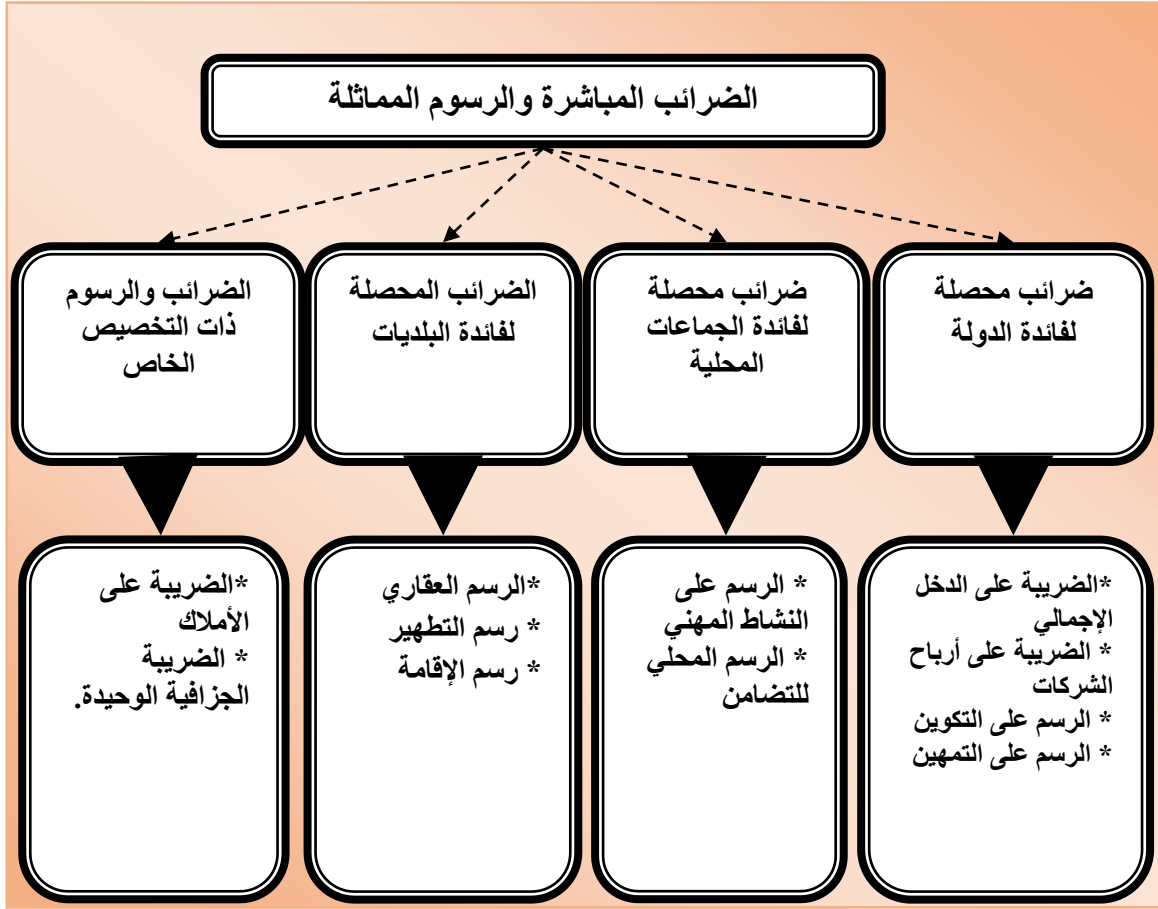 الضرائب المباشرة والرسوم المماثلة
ضرائب محصلة
لفائدة الدولة
ضرائب محصلة
لفائدة الجماعات
المحلية
الضرائب المحصلة
لفائدة البلديات
الضرائب والرسوم
ذات التخصيص
الخاص
*الضريبة على الدخل
الإجمالي
* الضريبة على أرباح
الشركات
* الرسم على التكوين
* الرسم على التمهين
* الرسم على
النشاط المهني
* الرسم المحلي
للتضامن
*الرسم العقاري
* رسم التطهير
* رسم الإقامة
*الضريبة على
الأملاك
* الضريبة
الجزافية الوحيدة.